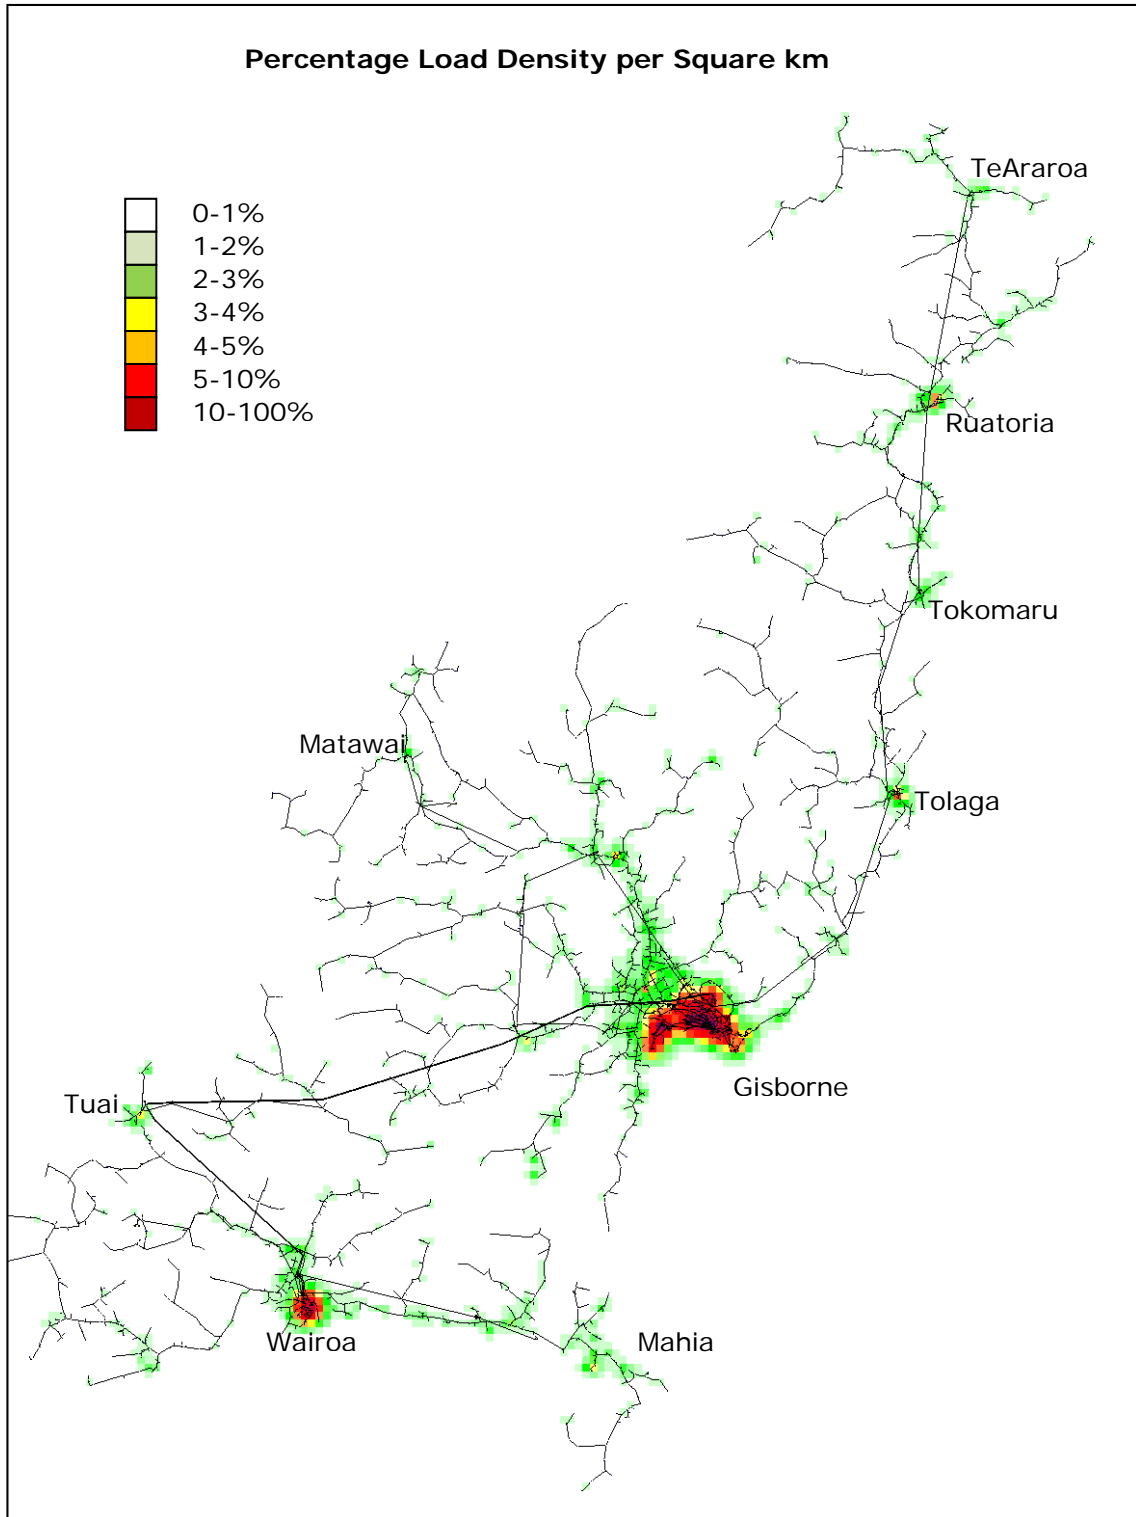 Percentage Load Density per Square km
TeAraroa
0-1%
1-2%
2-3%
3-4%
4-5%
5-10%
10-100%
Ruatoria
Tokomaru
Matawai
Tolaga
Gisborne
Tuai
Wairoa
Mahia